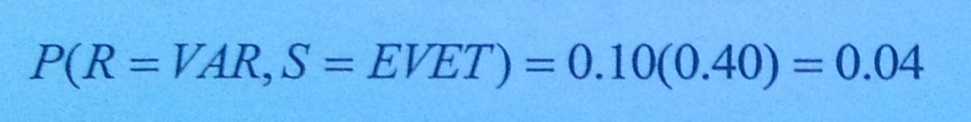 P(R = VAR, S = EVET) = 0.10(0.40) = 0.04